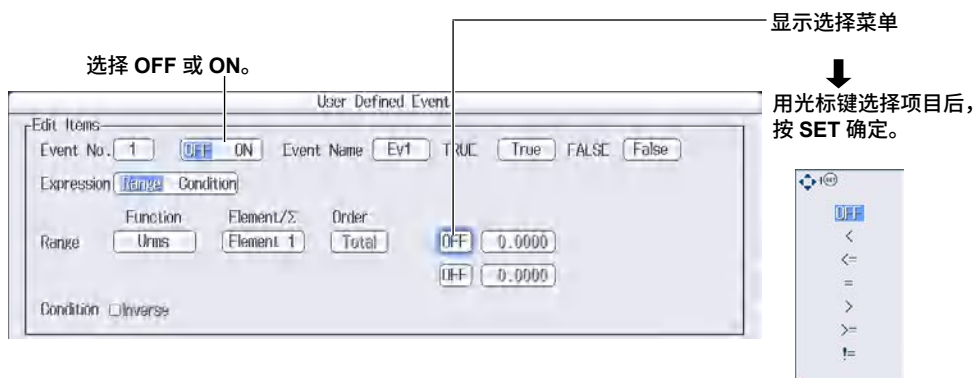 显示选择菜单
选择 OFF 或 ON。
用光标键选择项目后，
按 SET 确定。
User Defined Event
Edit Items
Event No. 1 OFF ON Event Name Ev1 TRUE True FALSE False
Expression Range Condition
Function Element/Σ Order
Range Urms Element 1 Total OFF 0.0000
OFF 0.0000
Condition Inverse
SET
OFF
<
<=
=
>
>=
!=